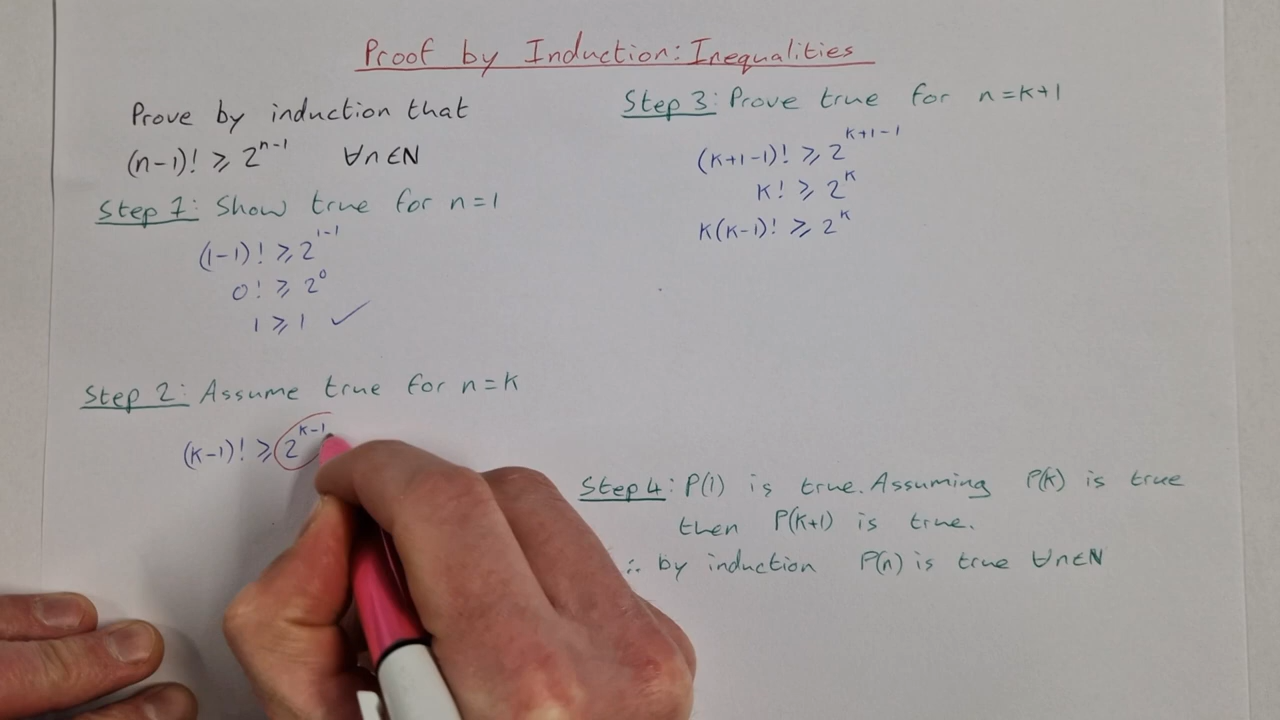 Proof by Induction: Inequalities
Prove by induction that
(n-1)! ⩾ 2^{n-1} ∀n∈N
Step 1: Show true for n=1
(1-1)! ⩾ 2^{1-1}
0! ⩾ 2^0
1 ⩾ 1 ✓
Step 2: Assume true for n=k
(k-1)! ⩾ 2^{k-1}
Step 3: Prove true for n=k+1
(k+1-1)! ⩾ 2^{k+1-1}
k! ⩾ 2^k
k(k-1)! ⩾ 2^k
Step 4: P(1) is true. Assuming P(k) is true
then P(k+1) is true.
∴ by induction P(n) is true ∀n∈N